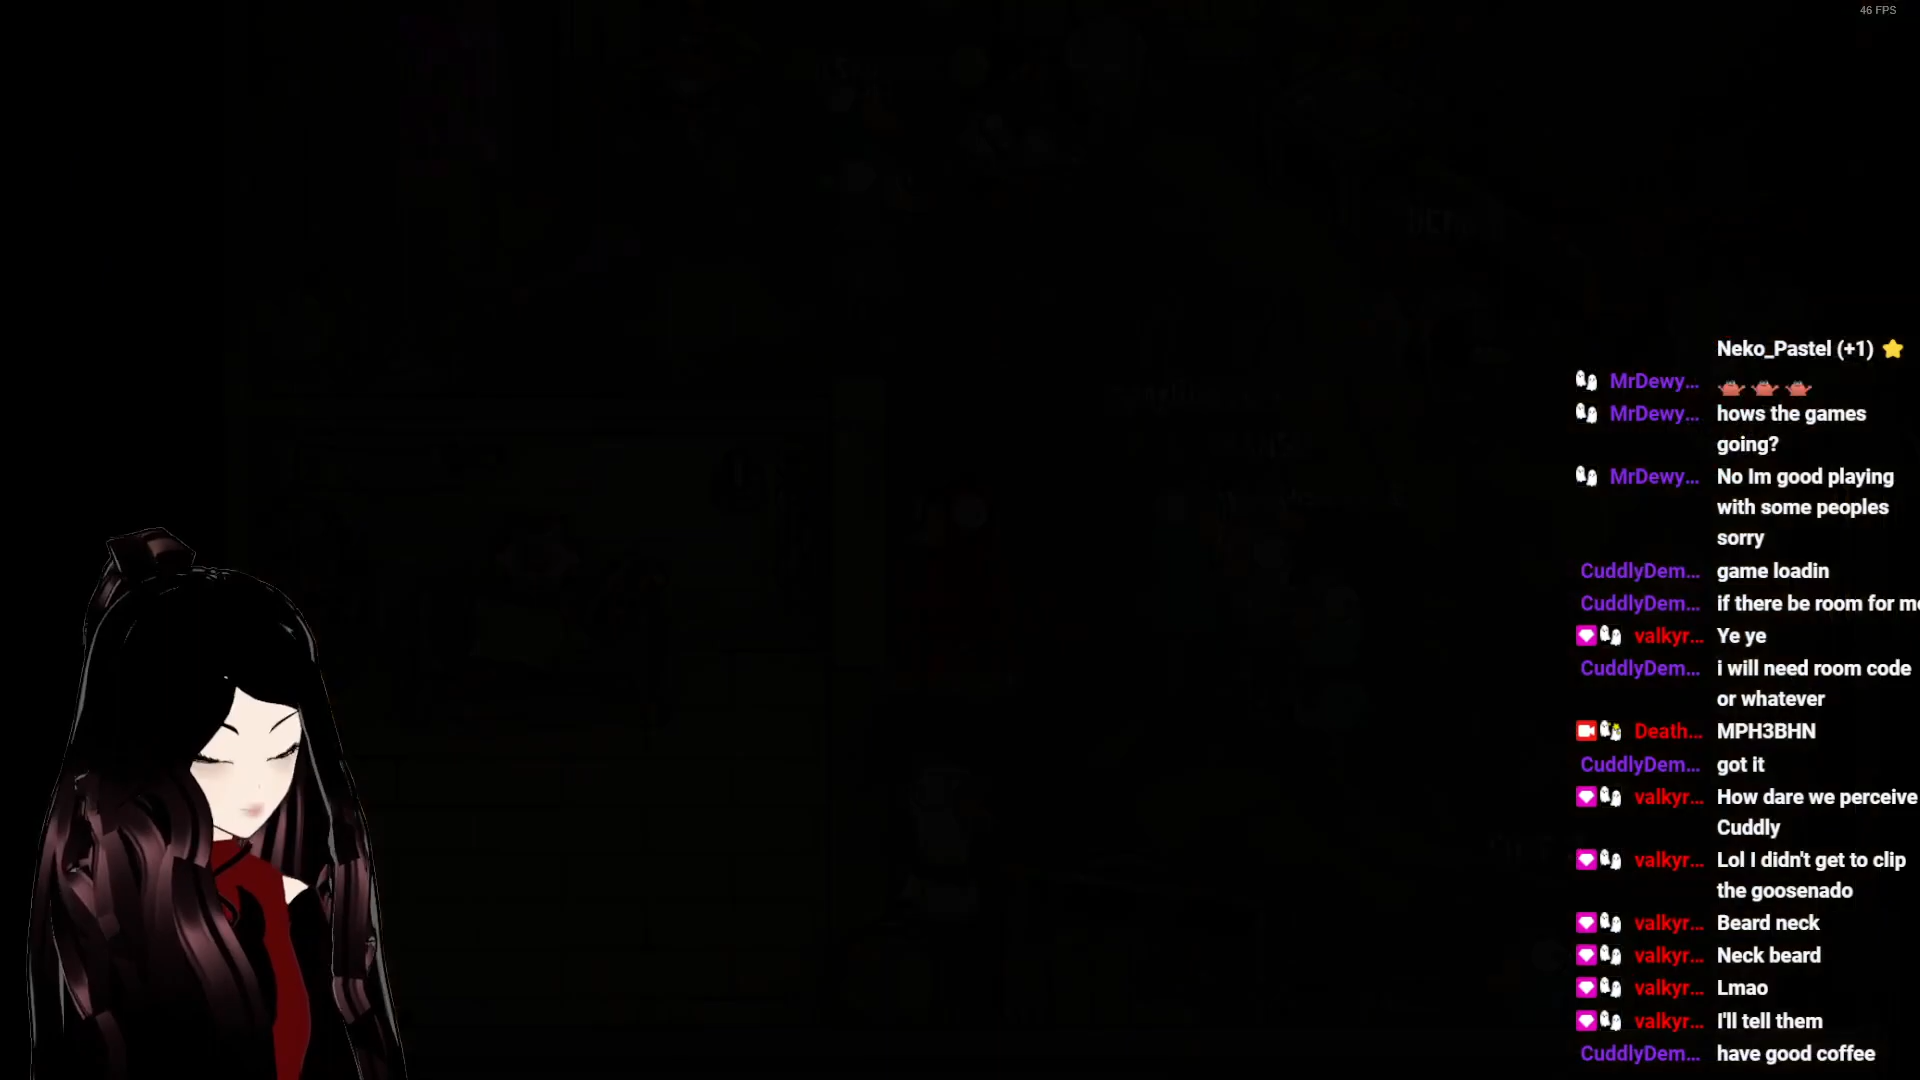 46 FPS
Neko_Pastel (+1)
MrDewy...
MrDewy... hows the games
going?
MrDewy... No Im good playing
with some peoples
sorry
CuddlyDem... game loadin
CuddlyDem... if there be room for me
valkyr... Ye ye
CuddlyDem... i will need room code
or whatever
Death... MPH3BHN
CuddlyDem... got it
valkyr... How dare we perceive
Cuddly
valkyr... Lol I didn't get to clip
the goosenado
valkyr... Beard neck
valkyr... Neck beard
valkyr... Lmao
valkyr... I'll tell them
CuddlyDem... have good coffee